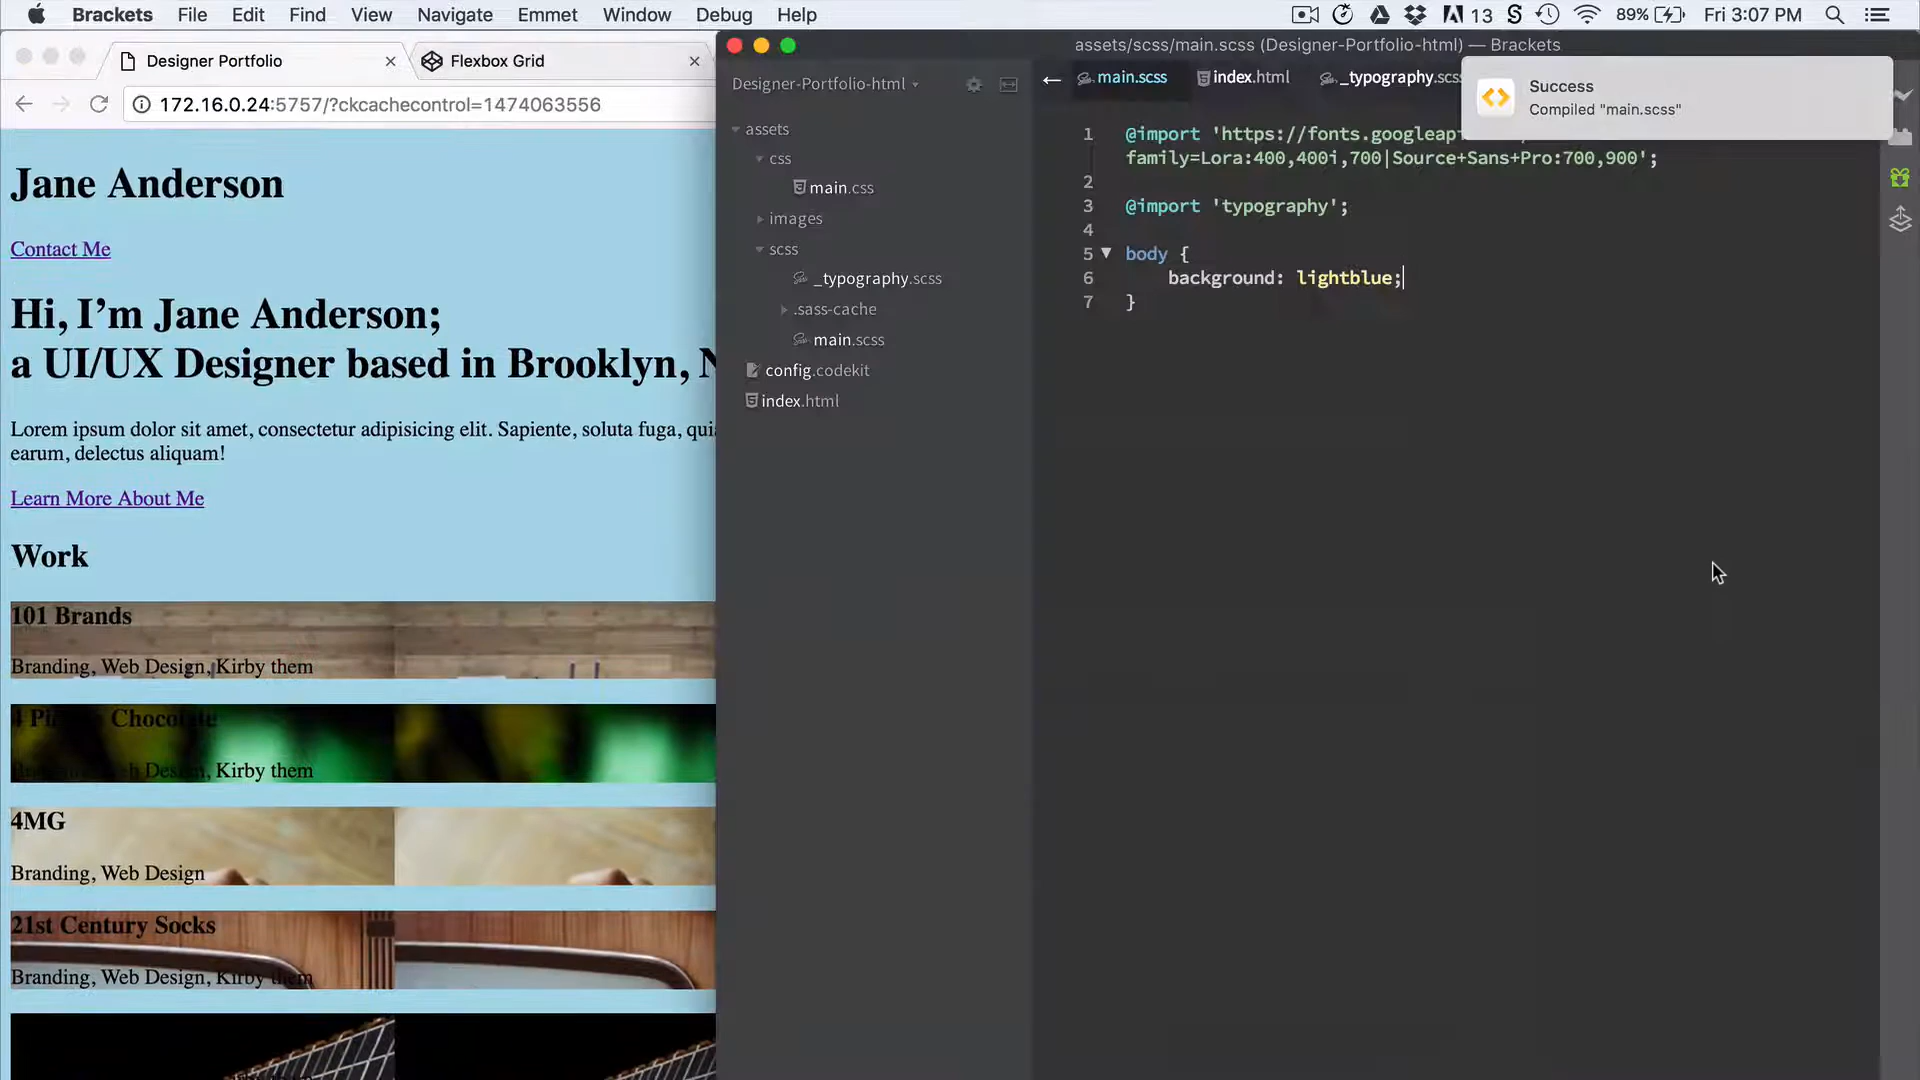 Brackets File Edit Find View Navigate Emmet Window Debug Help 13 89% Fri 3:07 PM
Designer Portfolio
Flexbox Grid
172.16.0.24:5757/?ckcachecontrol=1474063556
Jane Anderson
Contact Me
Hi, I’m Jane Anderson;
a UI/UX Designer based in Brooklyn,
Lorem ipsum dolor sit amet, consectetur adipisicing elit. Sapiente, soluta fuga,
earum, delectus aliquam!
Learn More About Me
Work
101 Brands
Branding, Web Design, Kirby them
Chocolate
Design, Kirby them
4MG
Branding, Web Design
21st Century Socks
Branding, Web Design, Kirby them
assets/scss/main.scss (Designer-Portfolio-html) — Brackets
Designer-Portfolio-html
assets
css
main.css
images
scss
_typography.scss
.sass-cache
main.scss
config.codekit
index.html
main.scss
index.html
_typography.scss
Success
Compiled "main.scss"
1 @import 'https://fonts.googleap
family=Lora:400,400i,700|Source+Sans+Pro:700,900';
2
3 @import 'typography';
4
5 body {
6 background: lightblue;
7 }